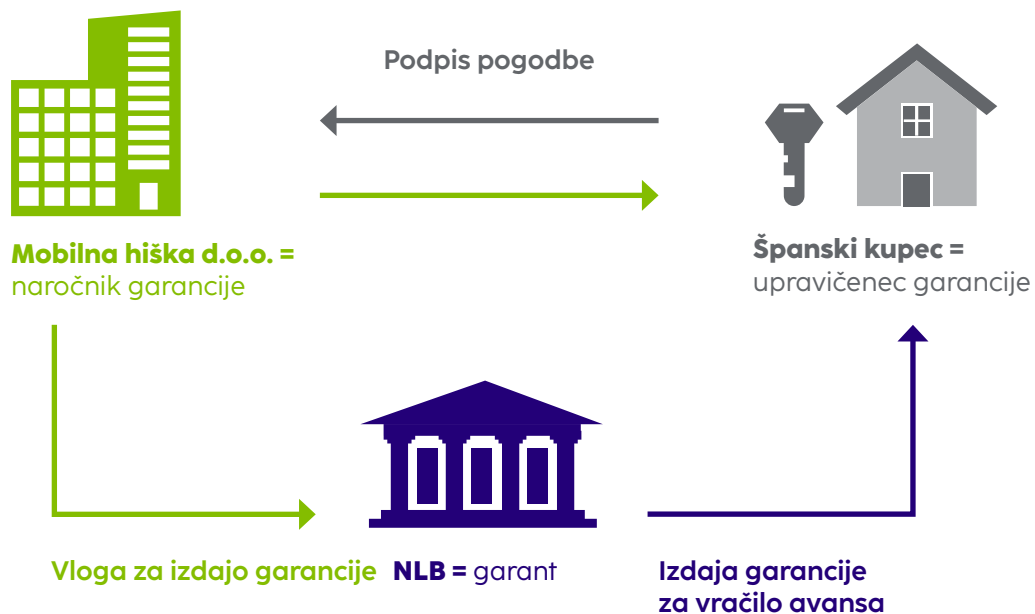 Podpis pogodbe
Mobilna hiška d.o.o. =
naročnik garancije
Španski kupec =
upravičenec garancije
Vloga za izdajo garancije
NLB = garant
Izdaja garancije
za vračilo avansa